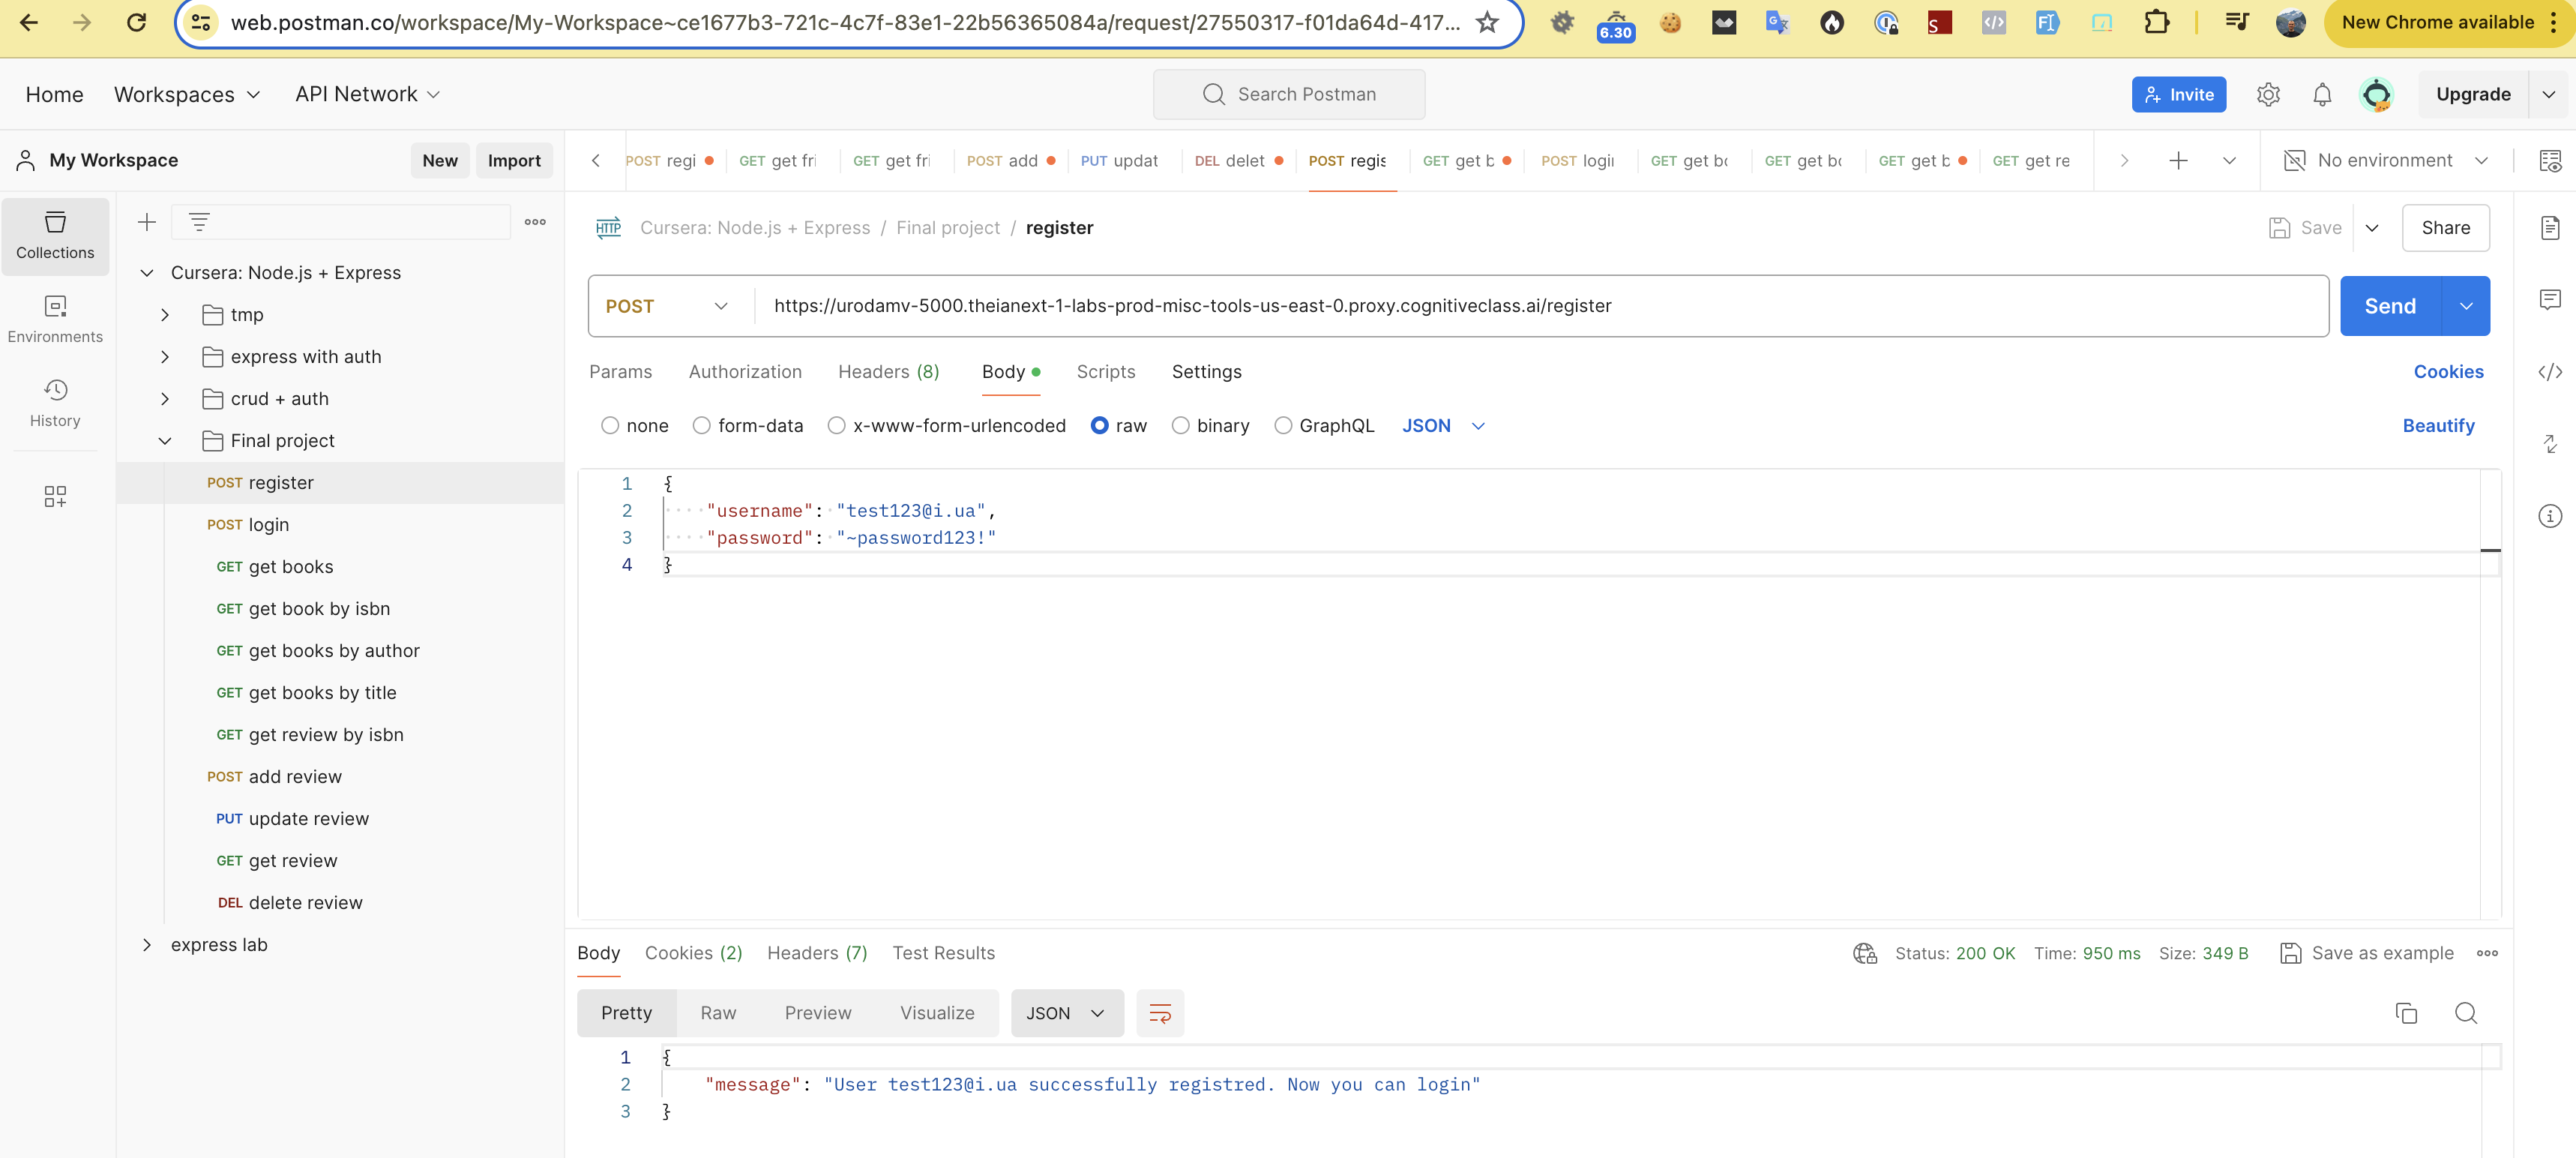 web.postman.co/workspace/My-Workspace~ce1677b3-721c-4c7f-83e1-22b56365084a/request/27550317-f01da64d-417...
6.30
New Chrome available
Home Workspaces API Network
Search Postman
Invite
Upgrade
My Workspace
New Import
POST regi GET get fri GET get fri POST add PUT updat DEL delet POST regis GET get b POST logi GET get bo GET get bo GET get b GET get re
No environment
Collections
Environments
History
Cursera: Node.js + Express
tmp
express with auth
crud + auth
Final project
POST register
POST login
GET get books
GET get book by isbn
GET get books by author
GET get books by title
GET get review by isbn
POST add review
PUT update review
GET get review
DEL delete review
express lab
HTTP Cursera: Node.js + Express / Final project / register
Save Share
POST https://urodamv-5000.theianext-1-labs-prod-misc-tools-us-east-0.proxy.cognitiveclass.ai/register
Send
Params Authorization Headers (8) Body Scripts Settings
Cookies
none form-data x-www-form-urlencoded raw binary GraphQL JSON
Beautify
1 {
2 "username": "test123@i.ua",
3 "password": "~password123!"
4 }
Body Cookies (2) Headers (7) Test Results
Status: 200 OK Time: 950 ms Size: 349 B Save as example
Pretty Raw Preview Visualize JSON
1 {
2 "message": "User test123@i.ua successfully registred. Now you can login"
3 }